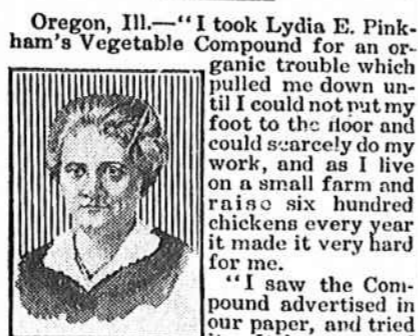 Oregon, Ill.—"I took Lydia E. Pink-
ham's Vegetable Compound for an or-
ganic trouble which
pulled me down un-
til I could not put my
foot to the floor and
could scarcely do my
work, and as I live
on a small farm and
raise six hundred
chickens every year
it made it very hard
for me.
"I saw the Com-
pound advertised in
our paper, and tried